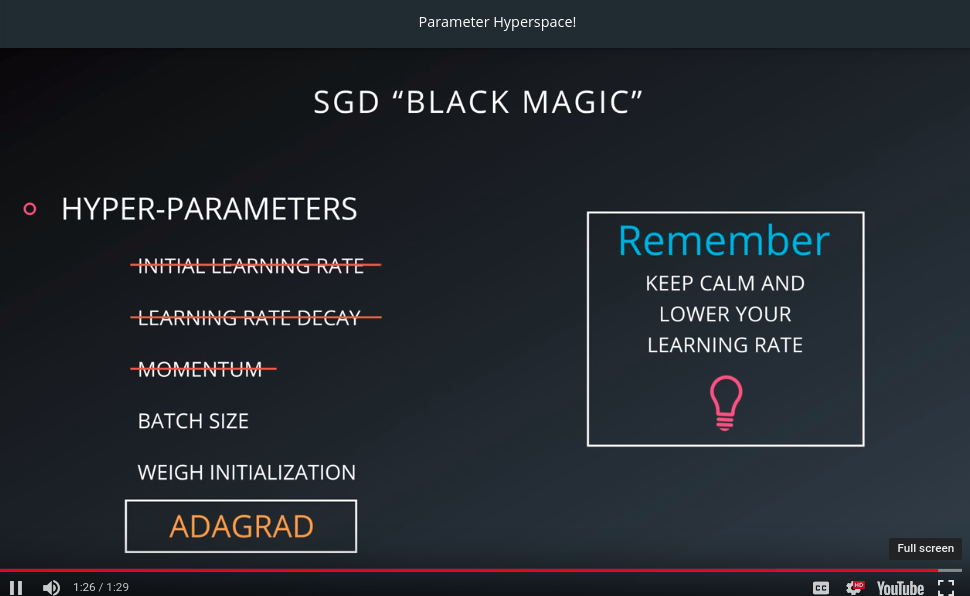 Parameter Hyperspace!
SGD “BLACK MAGIC”
HYPER-PARAMETERS
INITIAL LEARNING RATE
LEARNING RATE DECAY
MOMENTUM
BATCH SIZE
WEIGH INITIALIZATION
ADAGRAD
Remember
KEEP CALM AND
LOWER YOUR
LEARNING RATE
Full screen
1:26 / 1:29
CC
HD
YouTube